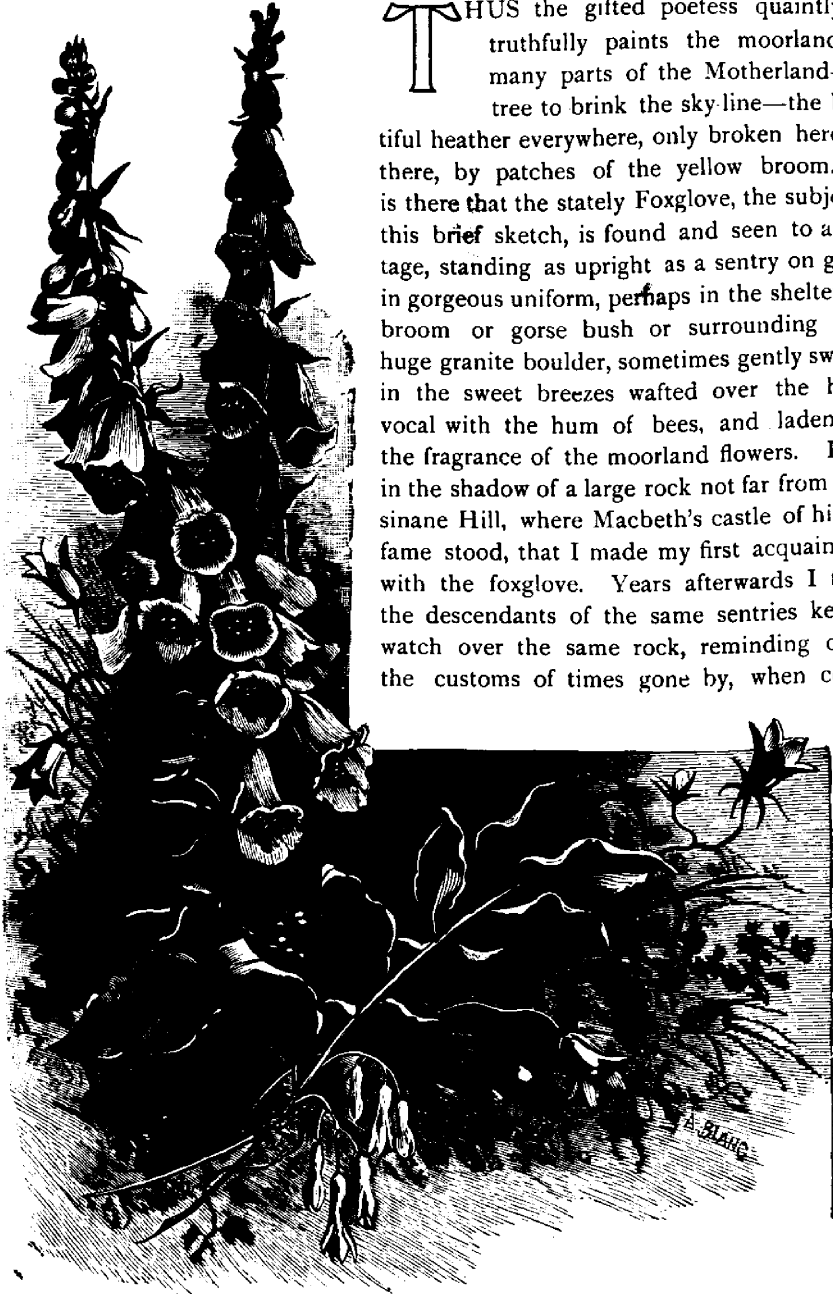 THUS the gifted poetess quaintly
truthfully paints the moorland
many parts of the Motherland-
tree to brink the sky-line—the
tiful heather everywhere, only broken here
there, by patches of the yellow broom.
is there that the stately Foxglove, the subj
this brief sketch, is found and seen to a
tage, standing as upright as a sentry on g
in gorgeous uniform, perhaps in the shelte
broom or gorse bush or surrounding
huge granite boulder, sometimes gently sw
in the sweet breezes wafted over the h
vocal with the hum of bees, and laden
the fragrance of the moorland flowers.
in the shadow of a large rock not far from
sinane Hill, where Macbeth's castle of hi
fame stood, that I made my first acquain
with the foxglove. Years afterwards I
the descendants of the same sentries ke
watch over the same rock, reminding o
the customs of times gone by, when c
A. BLANC